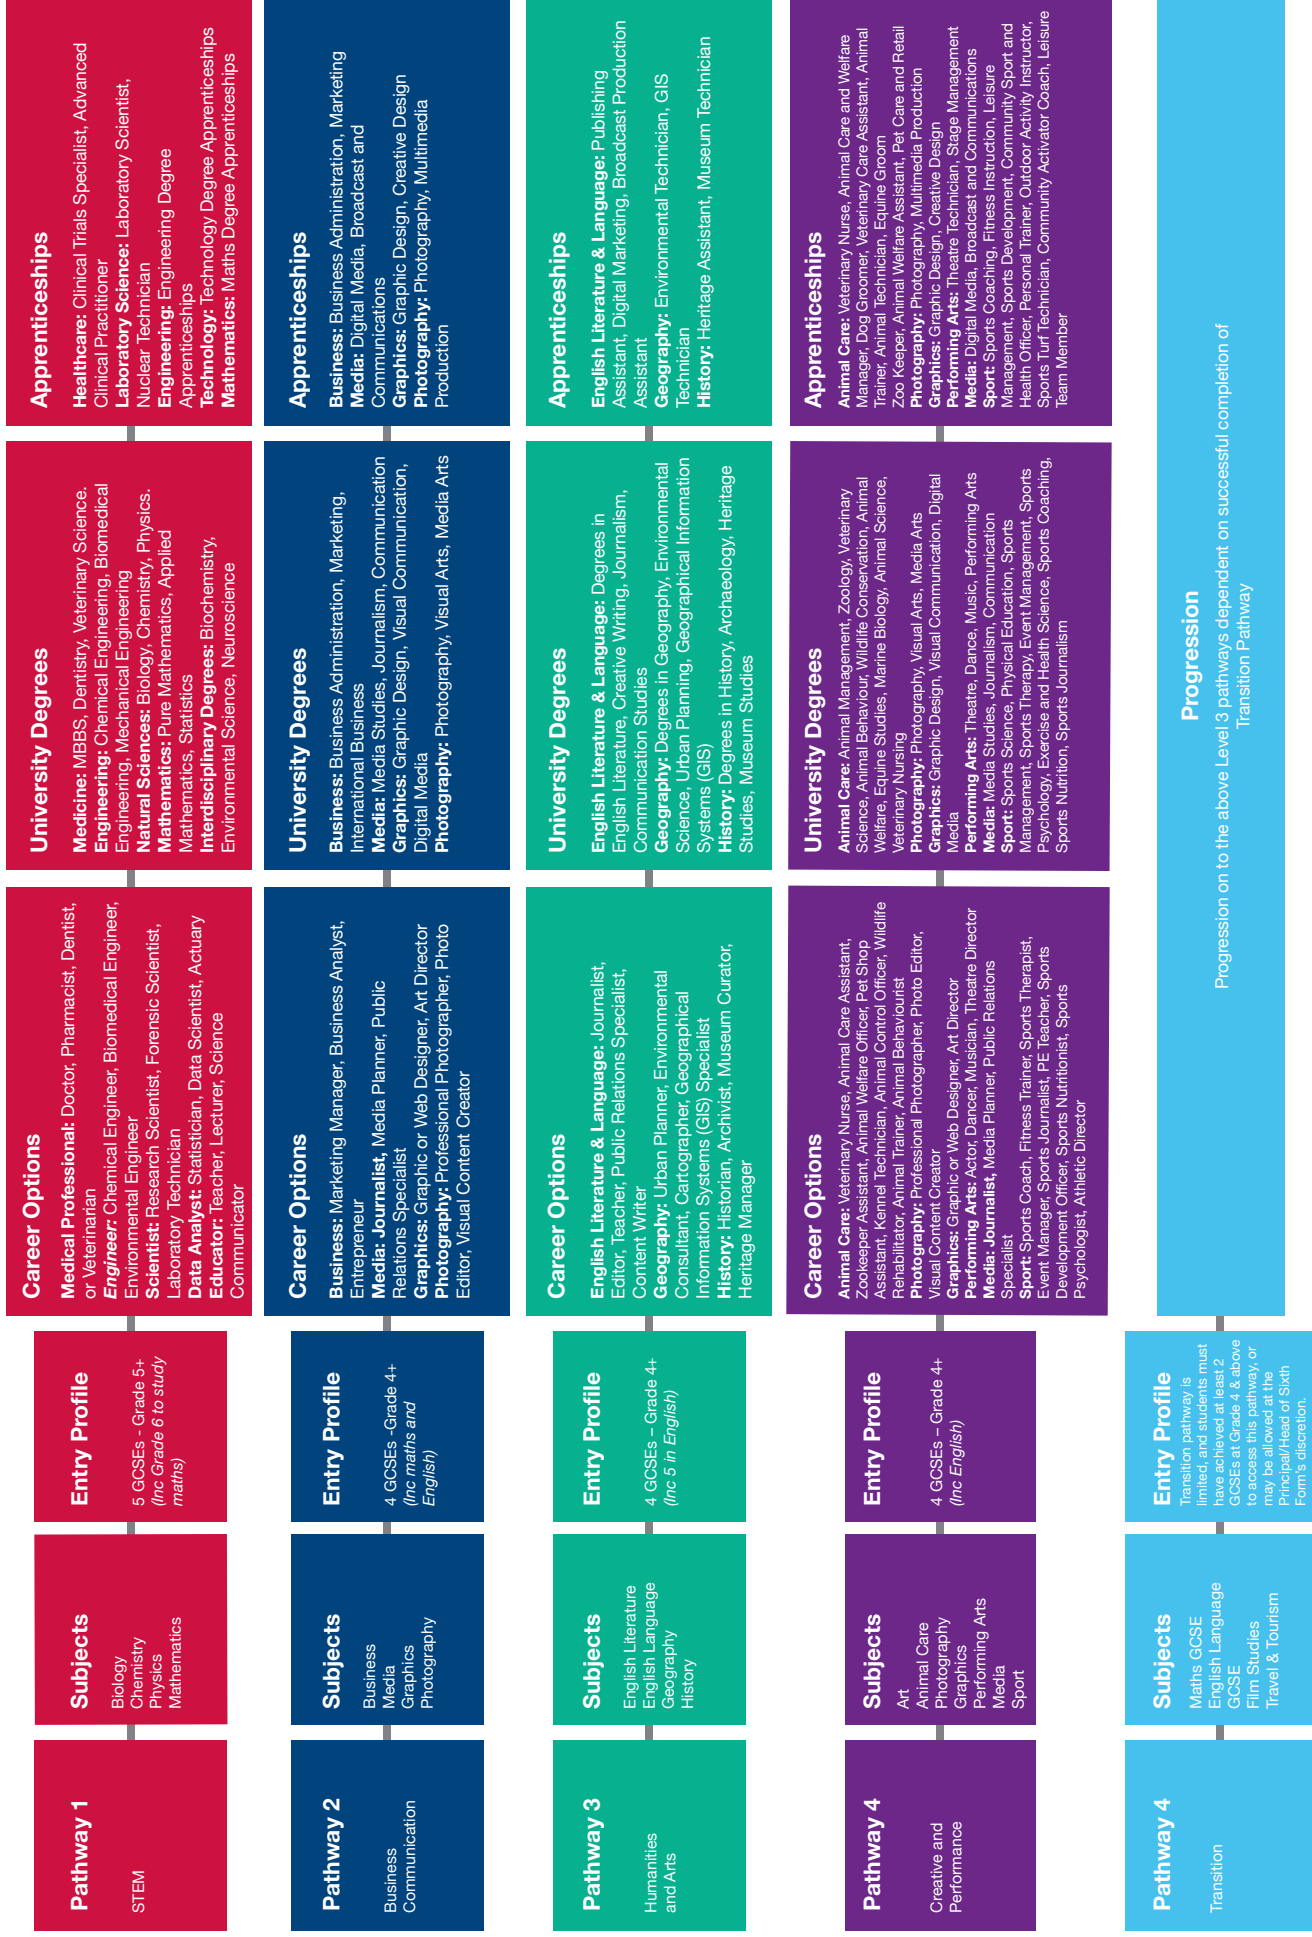 Pathway 1
STEM
Subjects
Biology
Chemistry
Physics
Mathematics
Entry Profile
5 GCSEs - Grade 5+
(Inc Grade 6 to study
maths)
Career Options
Medical Professional: Doctor, Pharmacist, Dentist,
or Veterinarian
Engineer: Chemical Engineer, Biomedical Engineer,
Environmental Engineer
Scientist: Research Scientist, Forensic Scientist,
Laboratory Technician
Data Analyst: Statistician, Data Scientist, Actuary
Educator: Teacher, Lecturer, Science
Communicator
University Degrees
Medicine: MBBS, Dentistry, Veterinary Science.
Engineering: Chemical Engineering, Biomedical
Engineering, Mechanical Engineering
Natural Sciences: Biology, Chemistry, Physics.
Mathematics: Pure Mathematics, Applied
Mathematics, Statistics
Interdisciplinary Degrees: Biochemistry,
Environmental Science, Neuroscience
Apprenticeships
Healthcare: Clinical Trials Specialist, Advanced
Clinical Practitioner
Laboratory Science: Laboratory Scientist,
Nuclear Technician
Engineering: Engineering Degree
Apprenticeships
Technology: Technology Degree Apprenticeships
Mathematics: Maths Degree Apprenticeships
Pathway 2
Business
Communication
Subjects
Business
Media
Graphics
Photography
Entry Profile
4 GCSEs -Grade 4+
(Inc maths and
English)
Career Options
Business: Marketing Manager, Business Analyst,
Entrepreneur
Media: Journalist, Media Planner, Public
Relations Specialist
Graphics: Graphic or Web Designer, Art Director
Photography: Professional Photographer, Photo
Editor, Visual Content Creator
University Degrees
Business: Business Administration, Marketing,
International Business
Media: Media Studies, Journalism, Communication
Graphics: Graphic Design, Visual Communication,
Digital Media
Photography: Photography, Visual Arts, Media Arts
Apprenticeships
Business: Business Administration, Marketing
Media: Digital Media, Broadcast and
Communications
Graphics: Graphic Design, Creative Design
Photography: Photography, Multimedia
Production
Pathway 3
Humanities
and Arts
Subjects
English Literature
English Language
Geography
History
Entry Profile
4 GCSEs – Grade 4+
(Inc 5 in English)
Career Options
English Literature & Language: Journalist,
Editor, Teacher, Public Relations Specialist,
Content Writer
Geography: Urban Planner, Environmental
Consultant, Cartographer, Geographical
Information Systems (GIS) Specialist
History: Historian, Archivist, Museum Curator,
Heritage Manager
University Degrees
English Literature & Language: Degrees in
English Literature, Creative Writing, Journalism,
Communication Studies
Geography: Degrees in Geography, Environmental
Science, Urban Planning, Geographical Information
Systems (GIS)
History: Degrees in History, Archaeology, Heritage
Studies, Museum Studies
Apprenticeships
English Literature & Language: Publishing
Assistant, Digital Marketing, Broadcast Production
Assistant
Geography: Environmental Technician, GIS
Technician
History: Heritage Assistant, Museum Technician
Pathway 4
Creative and
Performance
Subjects
Art
Animal Care
Photography
Graphics
Performing Arts
Media
Sport
Entry Profile
4 GCSEs – Grade 4+
(Inc English)
Career Options
Animal Care: Veterinary Nurse, Animal Care Assistant,
Zookeeper Assistant, Animal Welfare Officer, Pet Shop
Assistant, Kennel Technician, Animal Control Officer, Wildlife
Rehabilitator, Animal Trainer, Animal Behaviourist
Photography: Professional Photographer, Photo Editor,
Visual Content Creator
Graphics: Graphic or Web Designer, Art Director
Performing Arts: Actor, Dancer, Musician, Theatre Director
Media: Journalist, Media Planner, Public Relations
Specialist
Sport: Sports Coach, Fitness Trainer, Sports Therapist,
Event Manager, Sports Journalist, PE Teacher, Sports
Development Officer, Sports Nutritionist, Sports
Psychologist, Athletic Director
University Degrees
Animal Care: Animal Management, Zoology, Veterinary
Science, Animal Behaviour, Wildlife Conservation, Animal
Welfare, Equine Studies, Marine Biology, Animal Science,
Veterinary Nursing
Photography: Photography, Visual Arts, Media Arts
Graphics: Graphic Design, Visual Communication, Digital
Media
Performing Arts: Theatre, Dance, Music, Performing Arts
Media: Media Studies, Journalism, Communication
Sport: Sports Science, Physical Education, Sports
Management, Sports Therapy, Event Management, Sports
Psychology, Exercise and Health Science, Sports Coaching,
Sports Nutrition, Sports Journalism
Apprenticeships
Animal Care: Veterinary Nurse, Animal Care and Welfare
Manager, Dog Groomer, Veterinary Care Assistant, Animal
Trainer, Animal Technician, Equine Groom
Zoo Keeper, Animal Welfare Assistant, Pet Care and Retail
Photography: Photography, Multimedia Production
Graphics: Graphic Design, Creative Design
Performing Arts: Theatre Technician, Stage Management
Media: Digital Media, Broadcast and Communications
Sport: Sports Coaching, Fitness Instruction, Leisure
Management, Sports Development, Community Sport and
Health Officer, Personal Trainer, Outdoor Activity Instructor,
Sports Turf Technician, Community Activator Coach, Leisure
Team Member
Pathway 4
Transition
Subjects
Maths GCSE
English Language
GCSE
Film Studies
Travel & Tourism
Entry Profile
Transition pathway is
limited, and students must
have achieved at least 2
GCSEs at Grade 4 & above
to access this pathway, or
may be allowed at the
Principal/Head of Sixth
Form's discretion.
Progression
Progression on to the above Level 3 pathways dependent on successful completion of
Transition Pathway